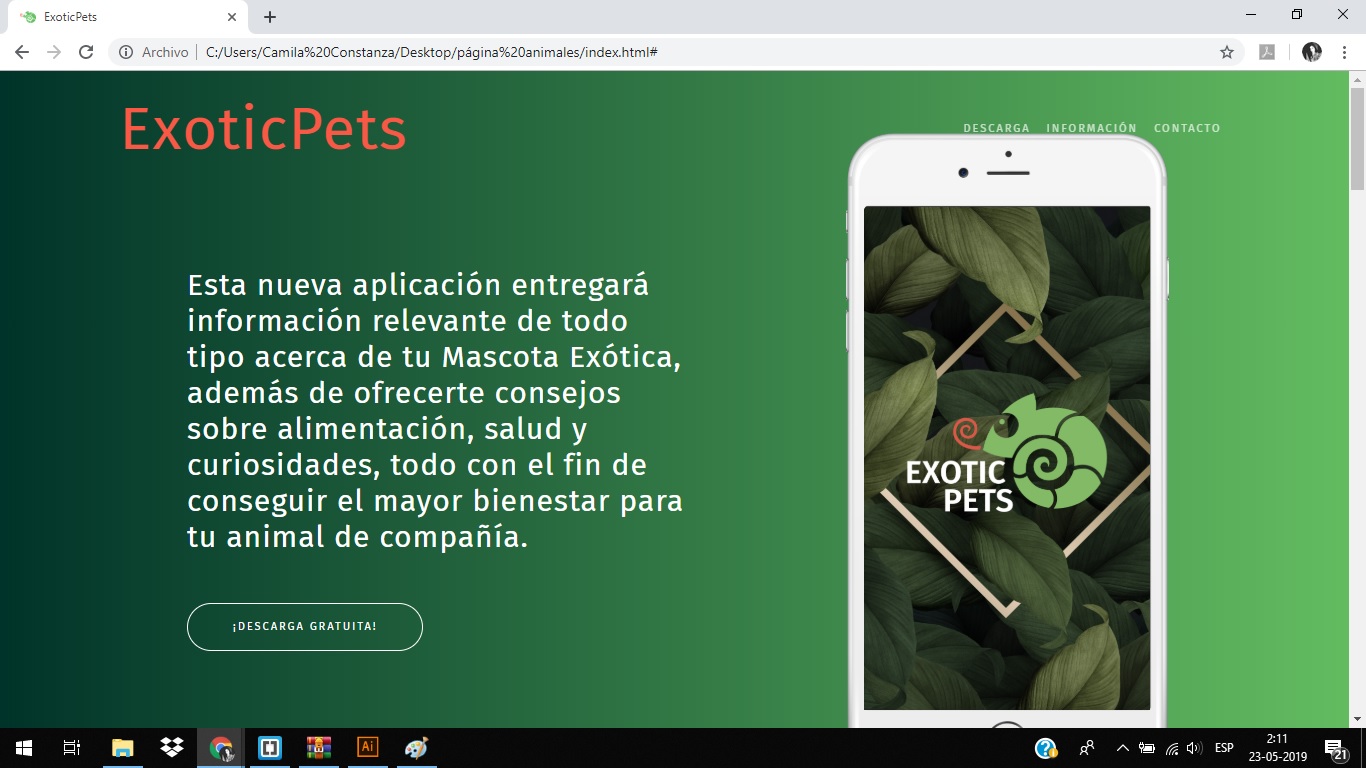 ExoticPets
Archivo
C:/Users/Camila%20Constanza/Desktop/página%20animales/index.html#
ExoticPets
DESCARGA INFORMACIÓN CONTACTO
Esta nueva aplicación entregará
información relevante de todo
tipo acerca de tu Mascota Exótica,
además de ofrecerte consejos
sobre alimentación, salud y
curiosidades, todo con el fin de
conseguir el mayor bienestar para
tu animal de compañía.
¡DESCARGA GRATUITA!
EXOTIC
PETS
Ai
ESP
2:11
23-05-2019
21